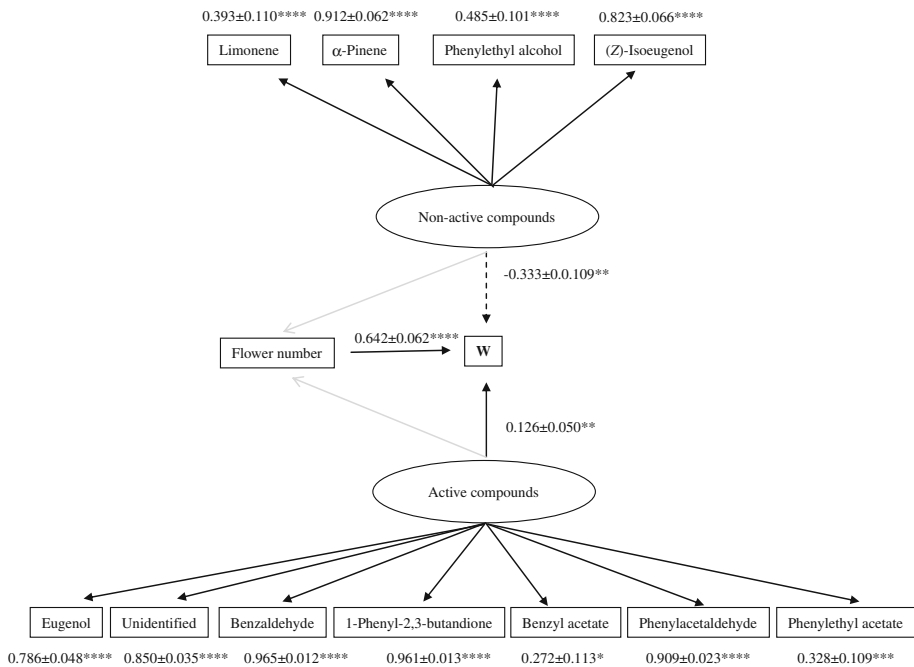 0.393±0.110**** 0.912±0.062**** 0.485±0.101**** 0.823±0.066****
Limonene α-Pinene Phenylethyl alcohol (Z)-Isoeugenol
Non-active compounds
-0.333±0.0.109**
0.642±0.062****
Flower number W
0.126±0.050**
Active compounds
Eugenol Unidentified Benzaldehyde 1-Phenyl-2,3-butandione Benzyl acetate Phenylacetaldehyde Phenylethyl acetate
0.786±0.048**** 0.850±0.035**** 0.965±0.012**** 0.961±0.013**** 0.272±0.113* 0.909±0.023**** 0.328±0.109***